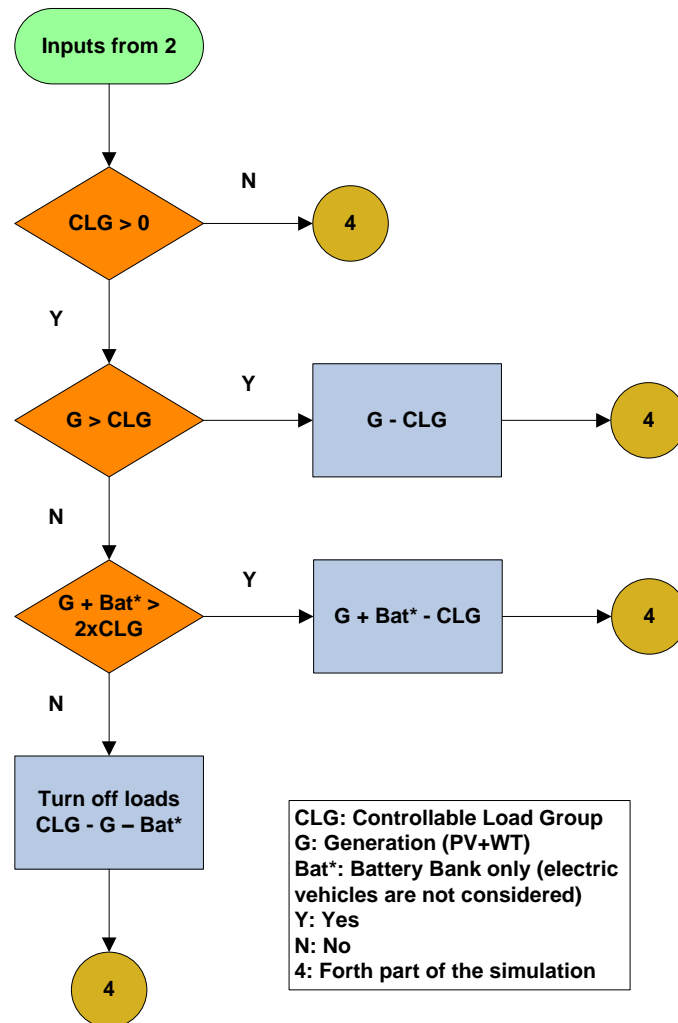 Inputs from 2
CLG > 0
N
4
Y
G > CLG
Y
G - CLG
4
N
G + Bat* >
2xCLG
Y
G + Bat* - CLG
4
N
Turn off loads
CLG - G – Bat*
4
CLG: Controllable Load Group
G: Generation (PV+WT)
Bat*: Battery Bank only (electric
vehicles are not considered)
Y: Yes
N: No
4: Forth part of the simulation